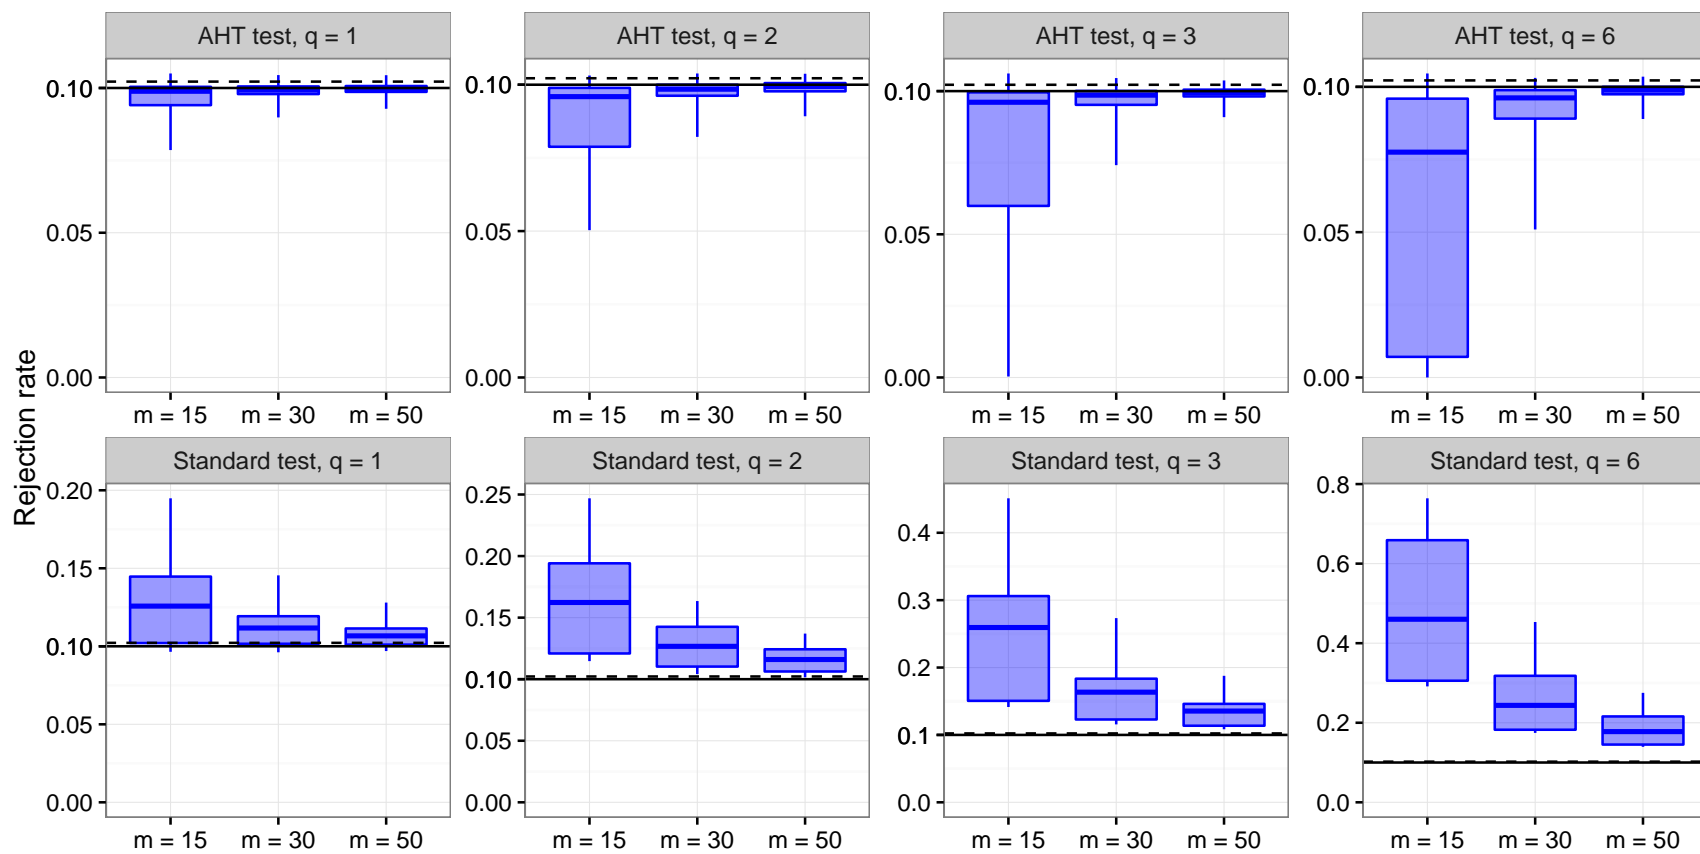 AHT test, q = 1
AHT test, q = 2
AHT test, q = 3
AHT test, q = 6
0.10
0.05
0.00
0.10
0.05
0.00
0.10
0.05
0.00
0.10
0.05
0.00
m = 15 m = 30 m = 50
m = 15 m = 30 m = 50
m = 15 m = 30 m = 50
m = 15 m = 30 m = 50
Rejection rate
Standard test, q = 1
Standard test, q = 2
Standard test, q = 3
Standard test, q = 6
0.20
0.15
0.10
0.05
0.00
0.25
0.20
0.15
0.10
0.05
0.00
0.4
0.3
0.2
0.1
0.0
0.8
0.6
0.4
0.2
0.0
m = 15 m = 30 m = 50
m = 15 m = 30 m = 50
m = 15 m = 30 m = 50
m = 15 m = 30 m = 50